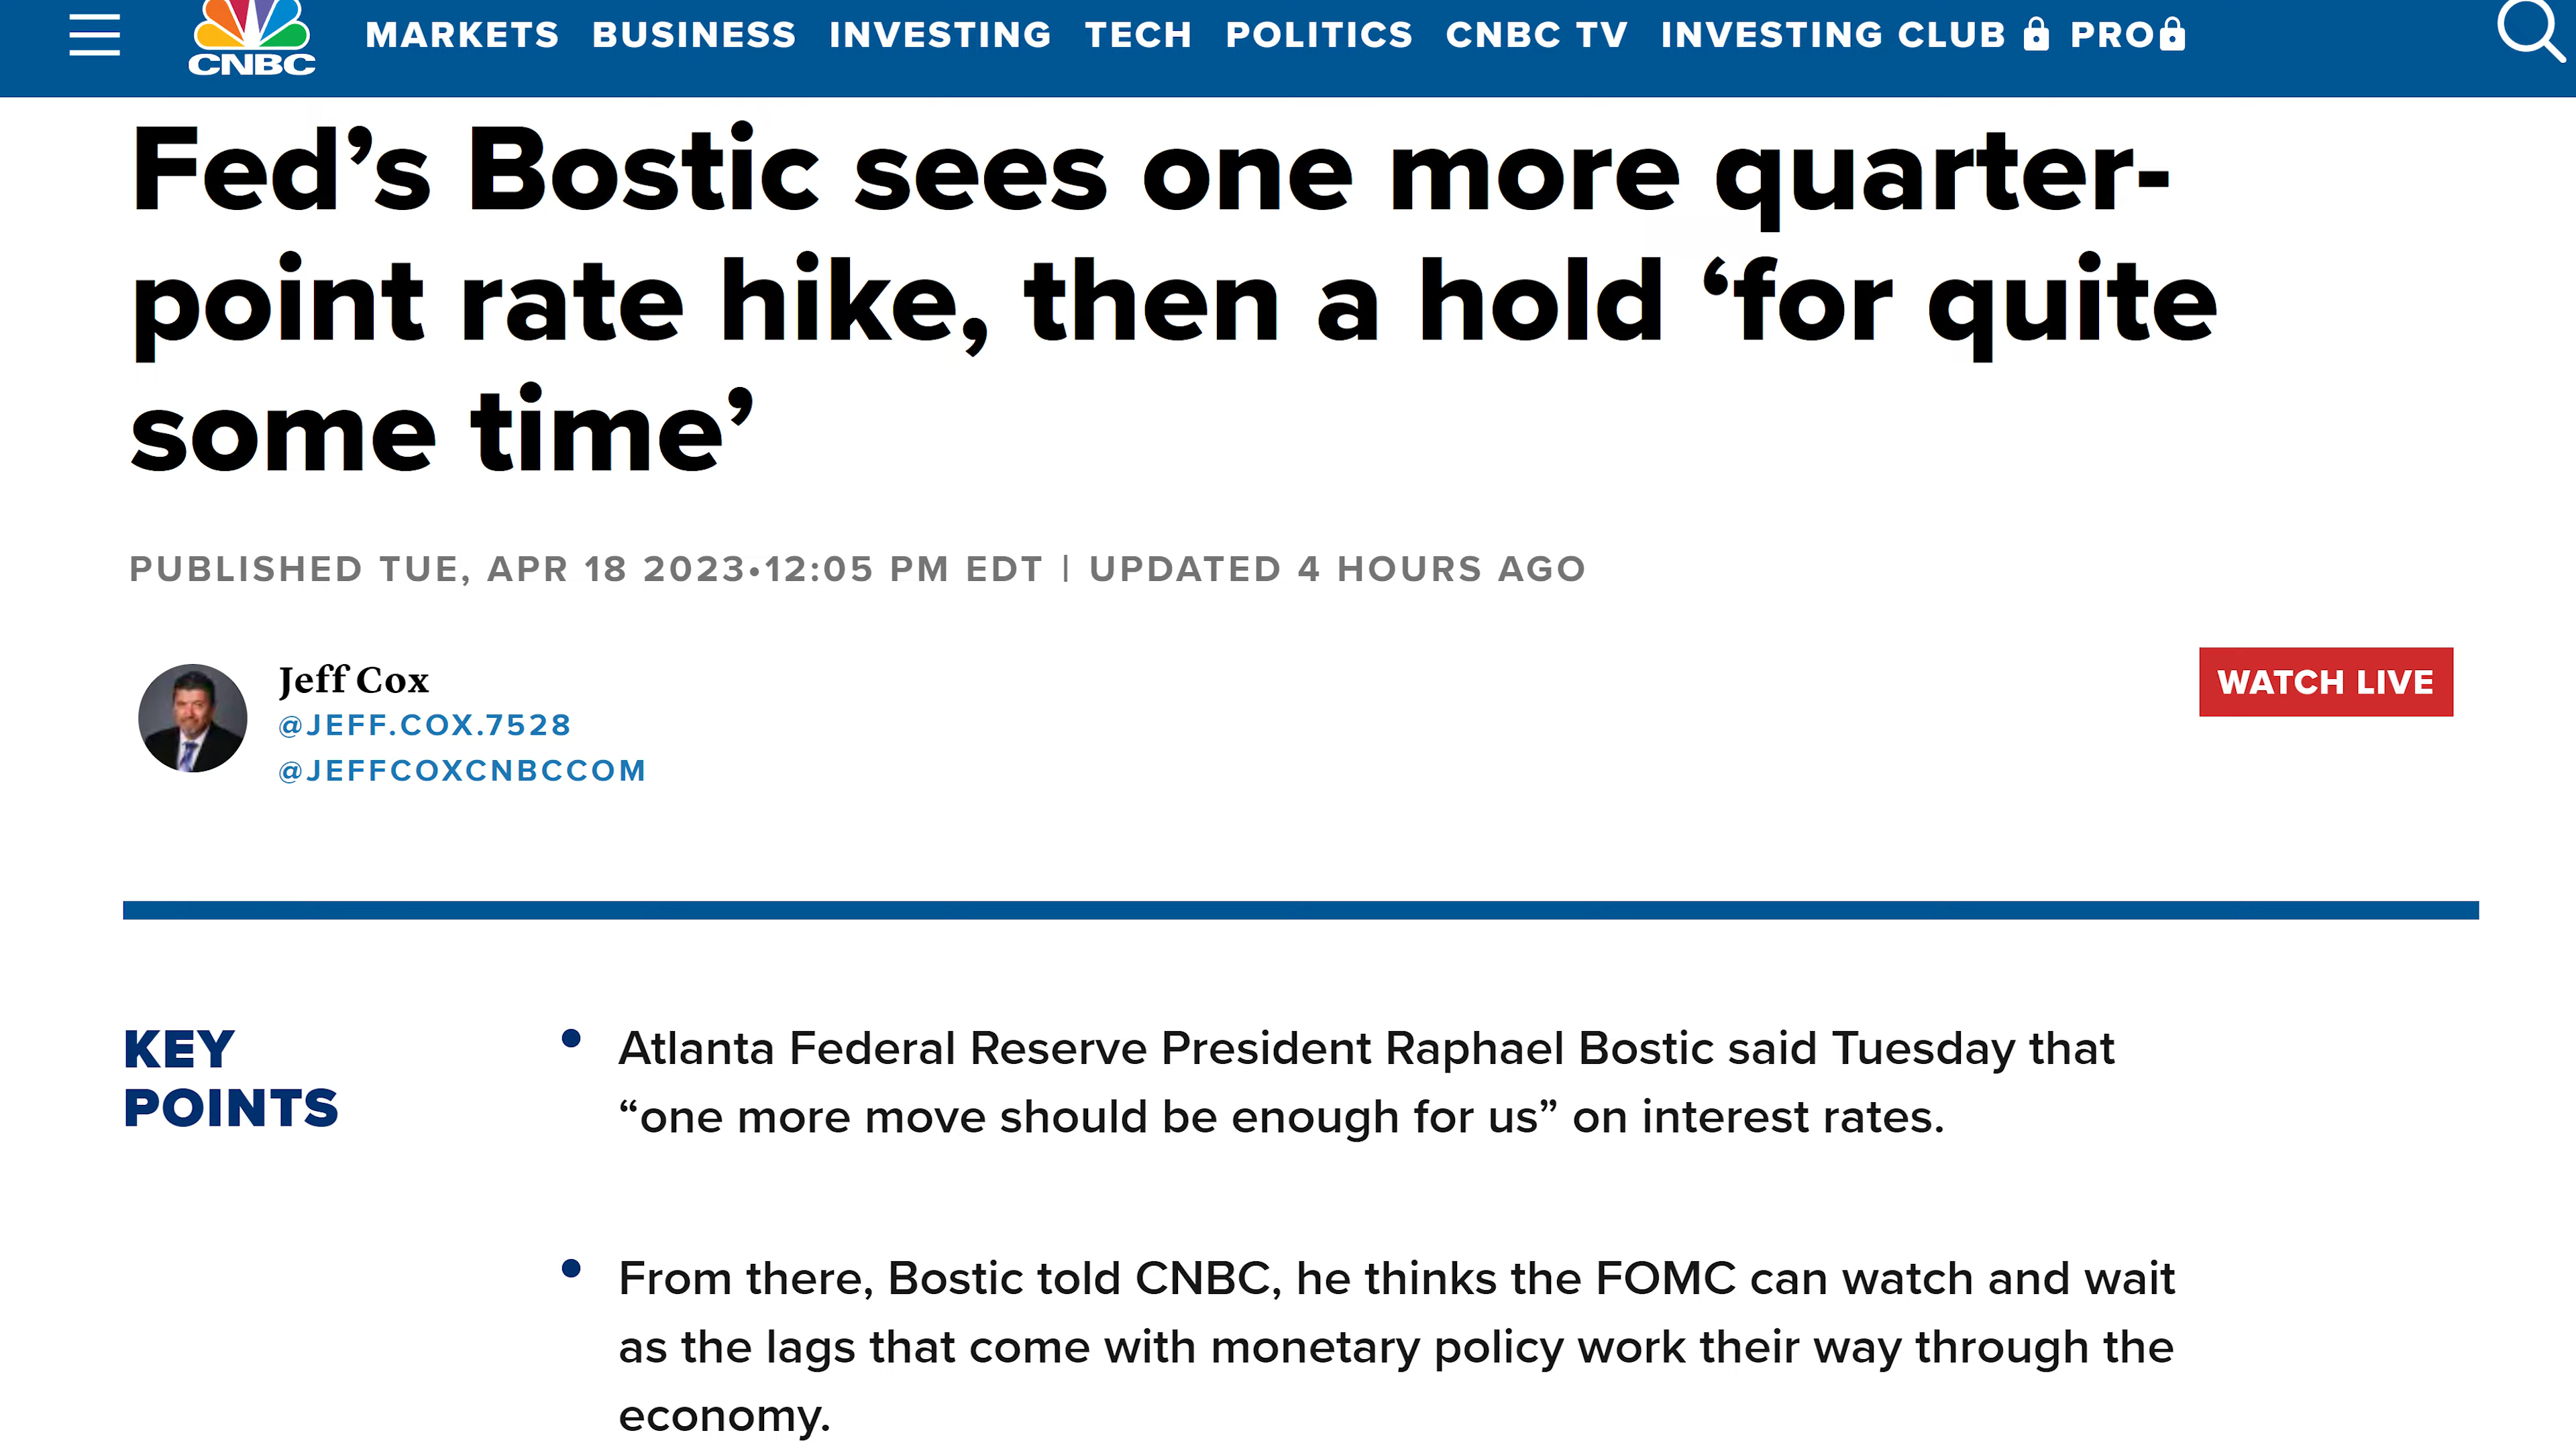 CNBC
MARKETS BUSINESS INVESTING TECH POLITICS CNBC TV INVESTING CLUB PRO
Fed’s Bostic sees one more quarter-
point rate hike, then a hold ‘for quite
some time’
PUBLISHED TUE, APR 18 2023•12:05 PM EDT | UPDATED 4 HOURS AGO
Jeff Cox
@JEFF.COX.7528
@JEFFCOXCNBCCOM
WATCH LIVE
KEY
POINTS
• Atlanta Federal Reserve President Raphael Bostic said Tuesday that
“one more move should be enough for us” on interest rates.
• From there, Bostic told CNBC, he thinks the FOMC can watch and wait
as the lags that come with monetary policy work their way through the
economy.